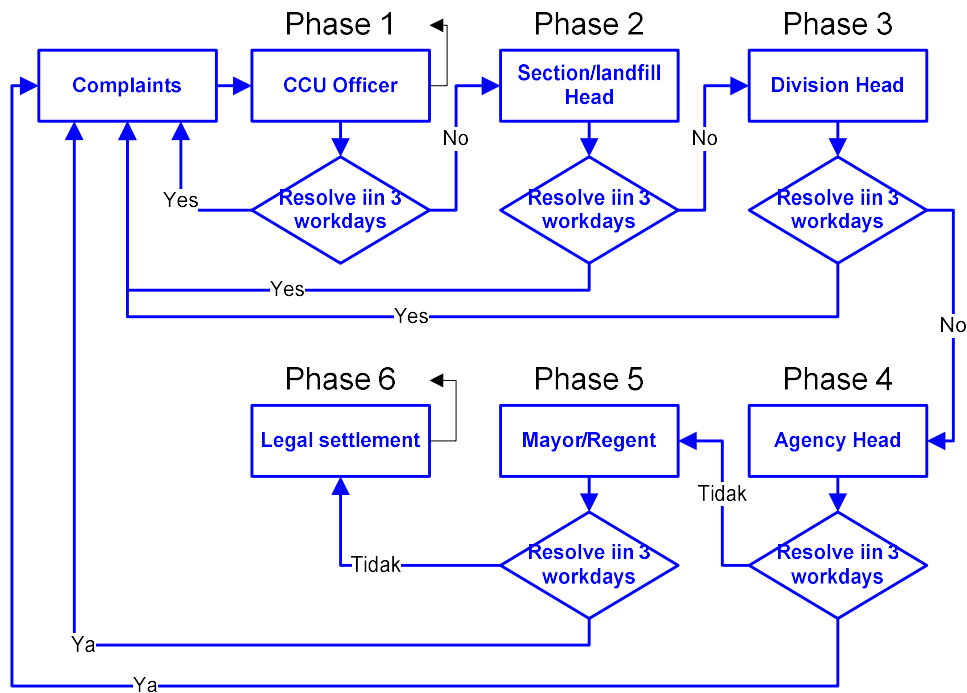 Phase 1
Phase 2
Phase 3
Complaints
CCU Officer
Section/landfill
Head
Division Head
No
No
Yes
Resolve iin 3
workdays
Resolve iin 3
workdays
Resolve iin 3
workdays
Yes
Yes
No
Phase 6
Phase 5
Phase 4
Legal settlement
Mayor/Regent
Agency Head
Tidak
Tidak
Resolve iin 3
workdays
Resolve iin 3
workdays
Ya
Ya